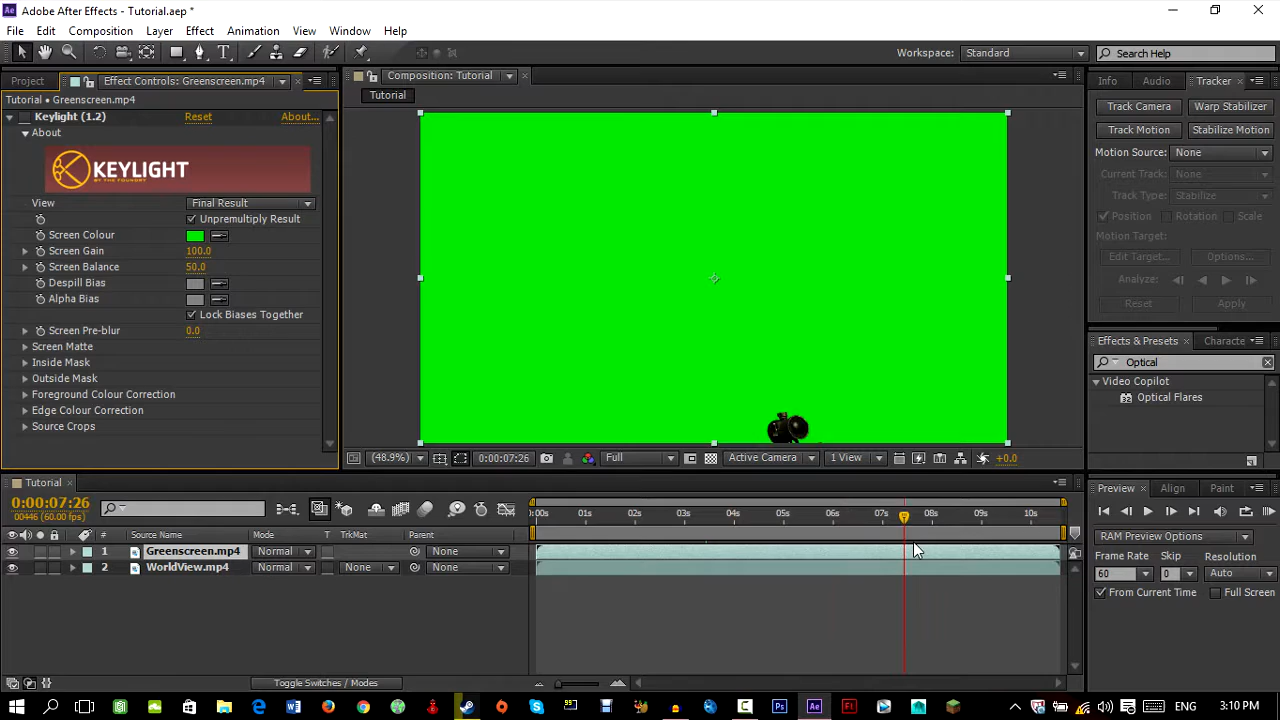 Adobe After Effects - Tutorial.aep *
File Edit Composition Layer Effect Animation View Window Help
Workspace: Standard Search Help
Project Effect Controls: Greenscreen.mp4
Tutorial • Greenscreen.mp4
Keylight (1.2) Reset About...
About
KEYLIGHT
BY THE FOUNDRY
View Final Result
Unpremultiply Result
Screen Colour
Screen Gain 100.0
Screen Balance 50.0
Despill Bias
Alpha Bias
Lock Biases Together
Screen Pre-blur 0.0
Screen Matte
Inside Mask
Outside Mask
Foreground Colour Correction
Edge Colour Correction
Source Crops
Composition: Tutorial
Tutorial
(48.9%) 0:00:07:26 Full Active Camera 1 View +0.0
Info Audio Tracker
Track Camera Warp Stabilizer
Track Motion Stabilize Motion
Motion Source: None
Current Track: None
Track Type: Stabilize
Position Rotation Scale
Motion Target:
Edit Target... Options...
Analyze:
Reset Apply
Effects & Presets Characte
Optical
Video Copilot
Optical Flares
Tutorial
0:00:07:26
00446 (60.00 fps)
:00s 01s 02s 03s 04s 05s 06s 07s 08s 09s 10s
# Layer Name Mode T TrkMat Parent
1 Greenscreen.mp4 Normal None
2 WorldView.mp4 Normal None None
Toggle Switches / Modes
Preview Align Paint
RAM Preview Options
Frame Rate Skip Resolution
60 0 Auto
From Current Time Full Screen
ENG 3:10 PM